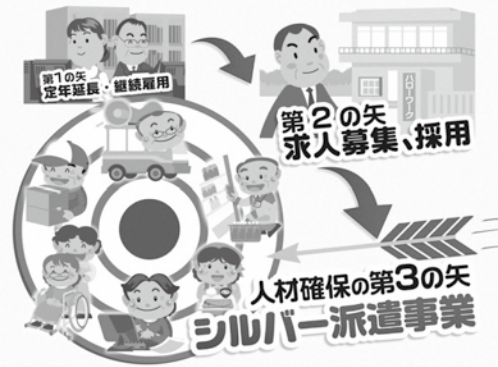 第1の矢
定年延長・継続雇用
ハローワーク
第2の矢
求人募集、採用
人材確保の第3の矢
シルバー派遣事業